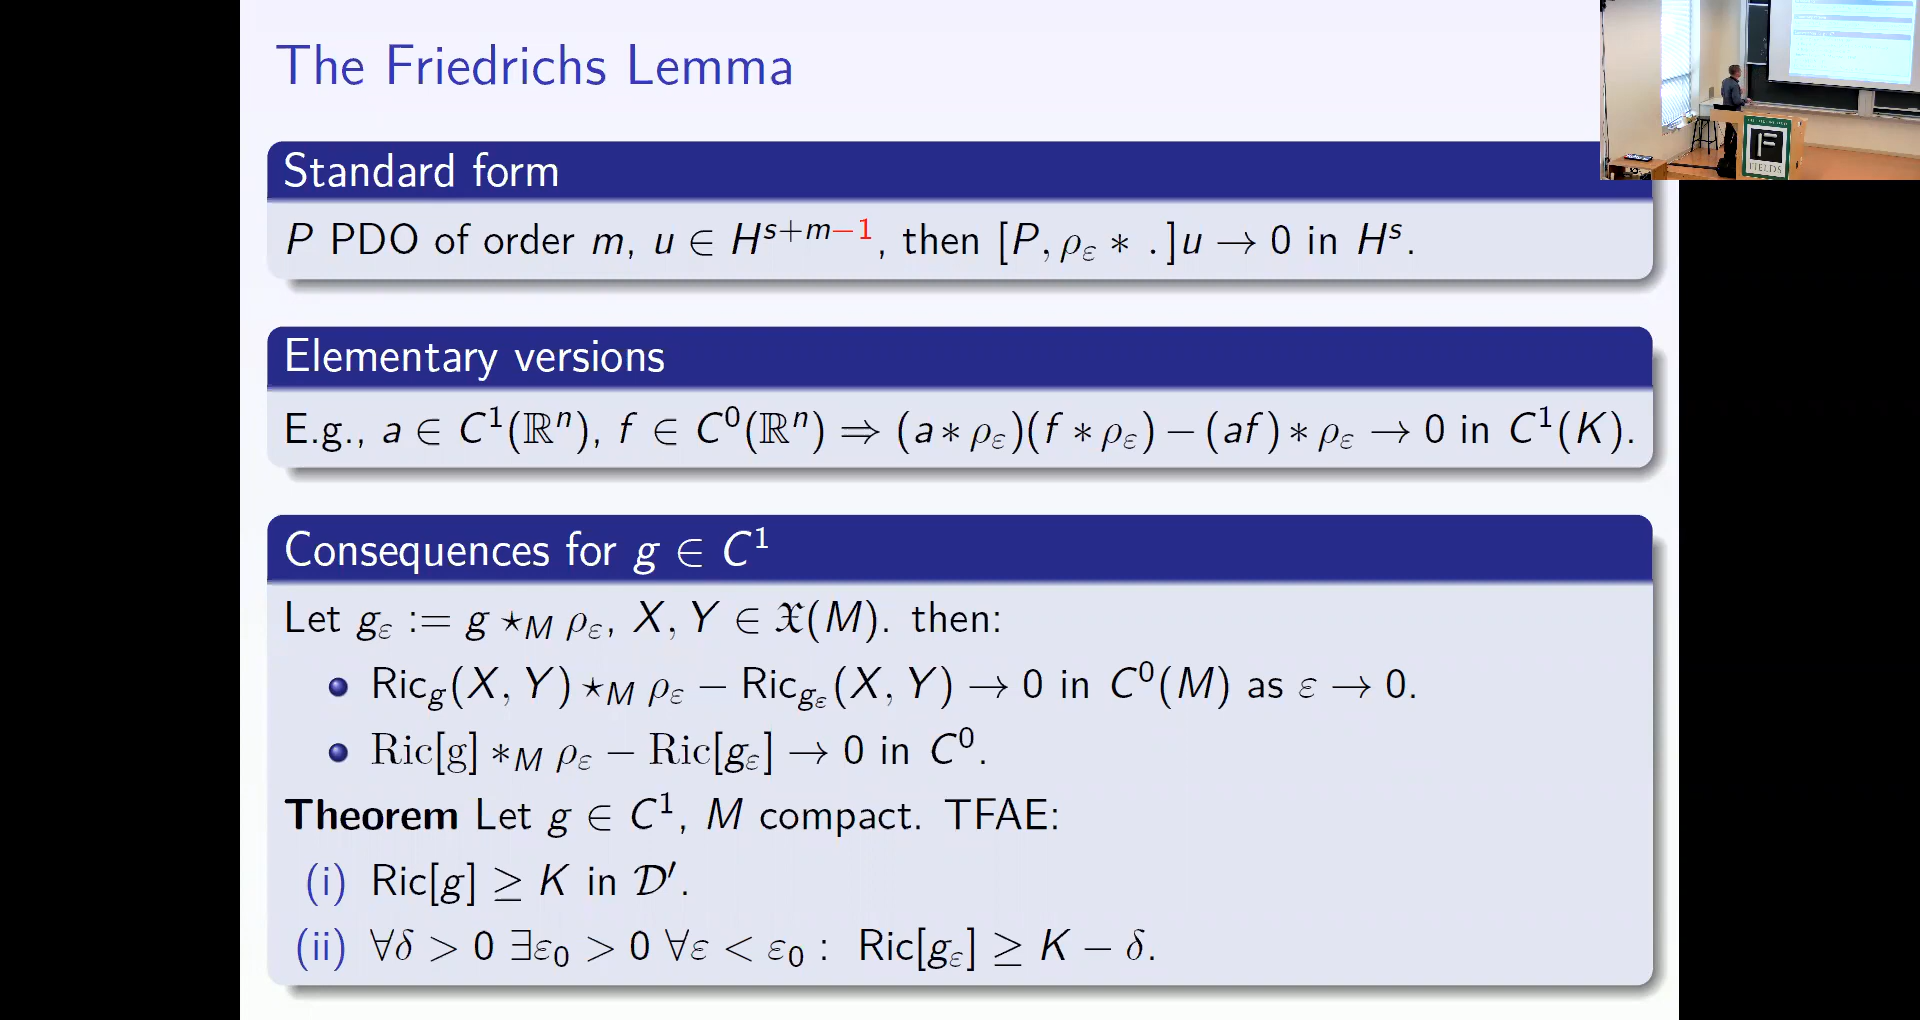 The Friedrichs Lemma
Standard form
P PDO of order m, u ∈ H^{s+m−1}, then [P, ρ_ε ∗ . ]u → 0 in H^s.
Elementary versions
E.g., a ∈ C^1(ℝ^n), f ∈ C^0(ℝ^n) ⇒ (a ∗ ρ_ε)(f ∗ ρ_ε) − (af) ∗ ρ_ε → 0 in C^1(K).
Consequences for g ∈ C^1
Let g_ε := g ⋆_M ρ_ε, X, Y ∈ 𝔛(M). then:
Ric_g(X, Y) ⋆_M ρ_ε − Ric_{g_ε}(X, Y) → 0 in C^0(M) as ε → 0.
Ric[g] ∗_M ρ_ε − Ric[g_ε] → 0 in C^0.
Theorem Let g ∈ C^1, M compact. TFAE:
(i) Ric[g] ≥ K in 𝒟′.
(ii) ∀δ > 0 ∃ε_0 > 0 ∀ε < ε_0 : Ric[g_ε] ≥ K − δ.
FIELDS